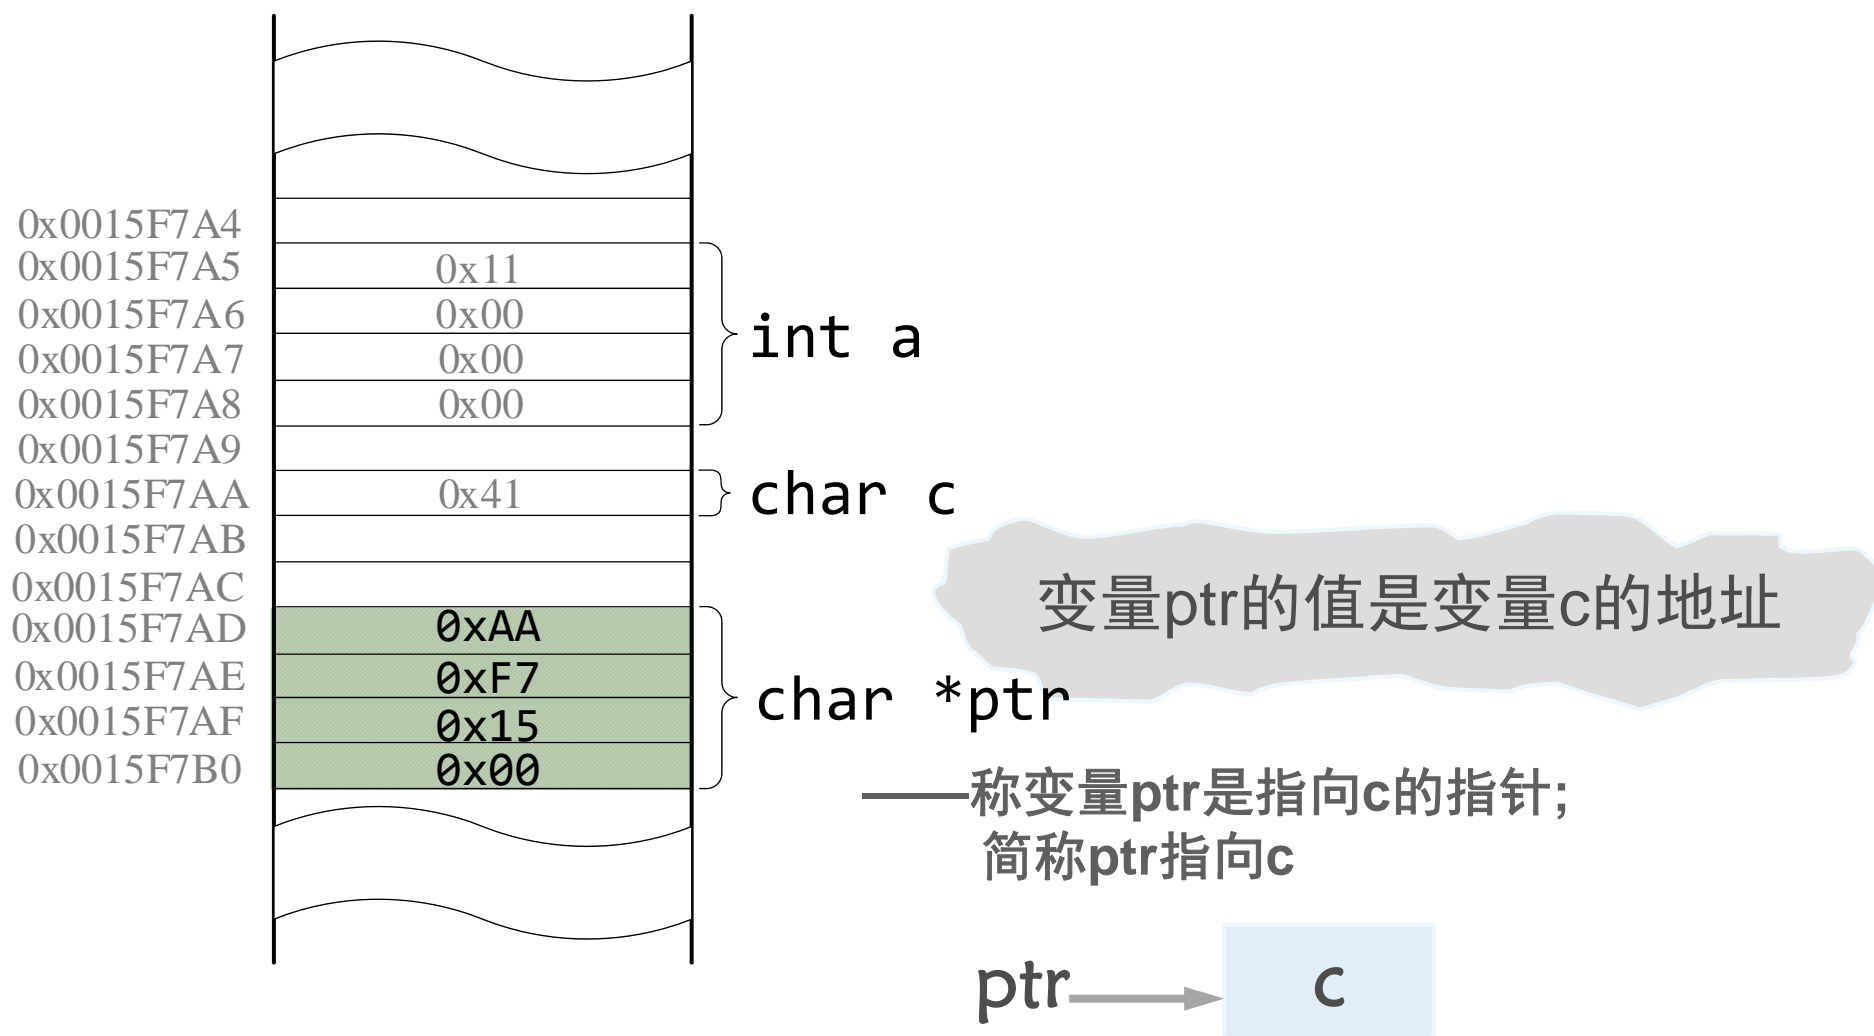 0x0015F7A4
0x0015F7A5 0x11
0x0015F7A6 0x00
int a
0x0015F7A7 0x00
0x0015F7A8 0x00
0x0015F7A9
0x0015F7AA 0x41 char c
0x0015F7AB
0x0015F7AC
变量ptr的值是变量c的地址
0x0015F7AD 0xAA
0x0015F7AE 0xF7
char *ptr
0x0015F7AF 0x15
0x0015F7B0 0x00
——称变量ptr是指向c的指针;
简称ptr指向c
ptr c